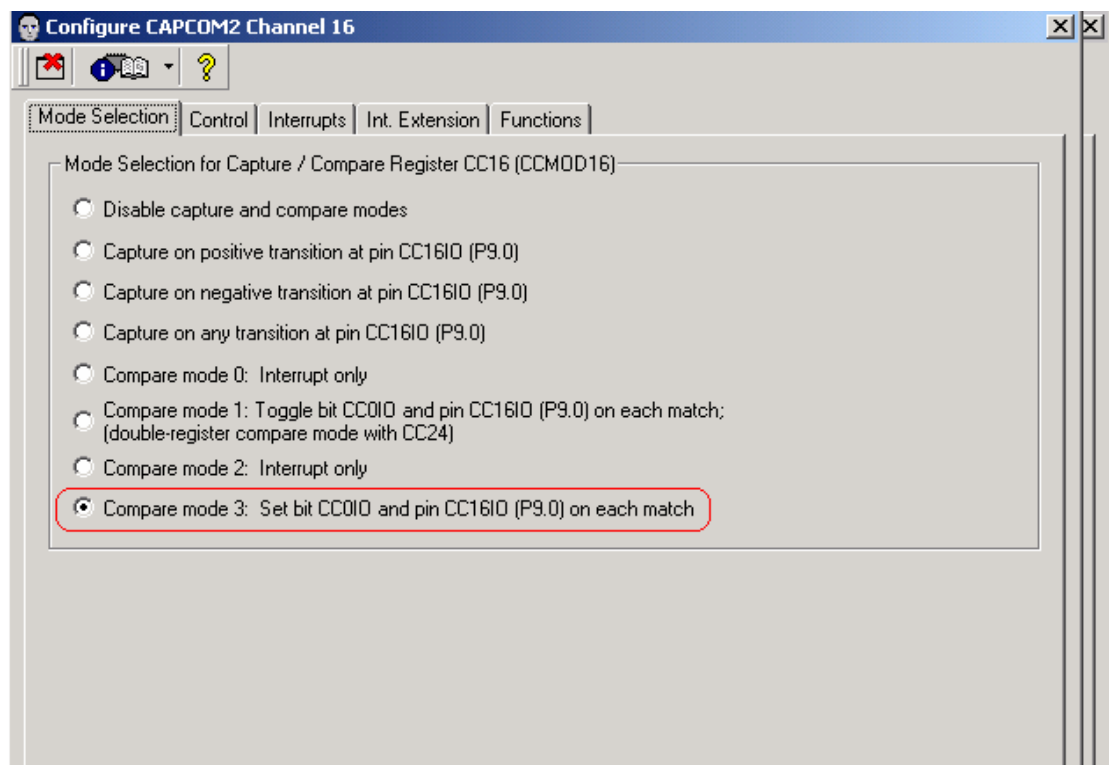 Configure CAPCOM2 Channel 16
Mode Selection Control Interrupts Int. Extension Functions
Mode Selection for Capture / Compare Register CC16 (CCMOD16)
Disable capture and compare modes
Capture on positive transition at pin CC16IO (P9.0)
Capture on negative transition at pin CC16IO (P9.0)
Capture on any transition at pin CC16IO (P9.0)
Compare mode 0: Interrupt only
Compare mode 1: Toggle bit CC0IO and pin CC16IO (P9.0) on each match;
(double-register compare mode with CC24)
Compare mode 2: Interrupt only
Compare mode 3: Set bit CC0IO and pin CC16IO (P9.0) on each match